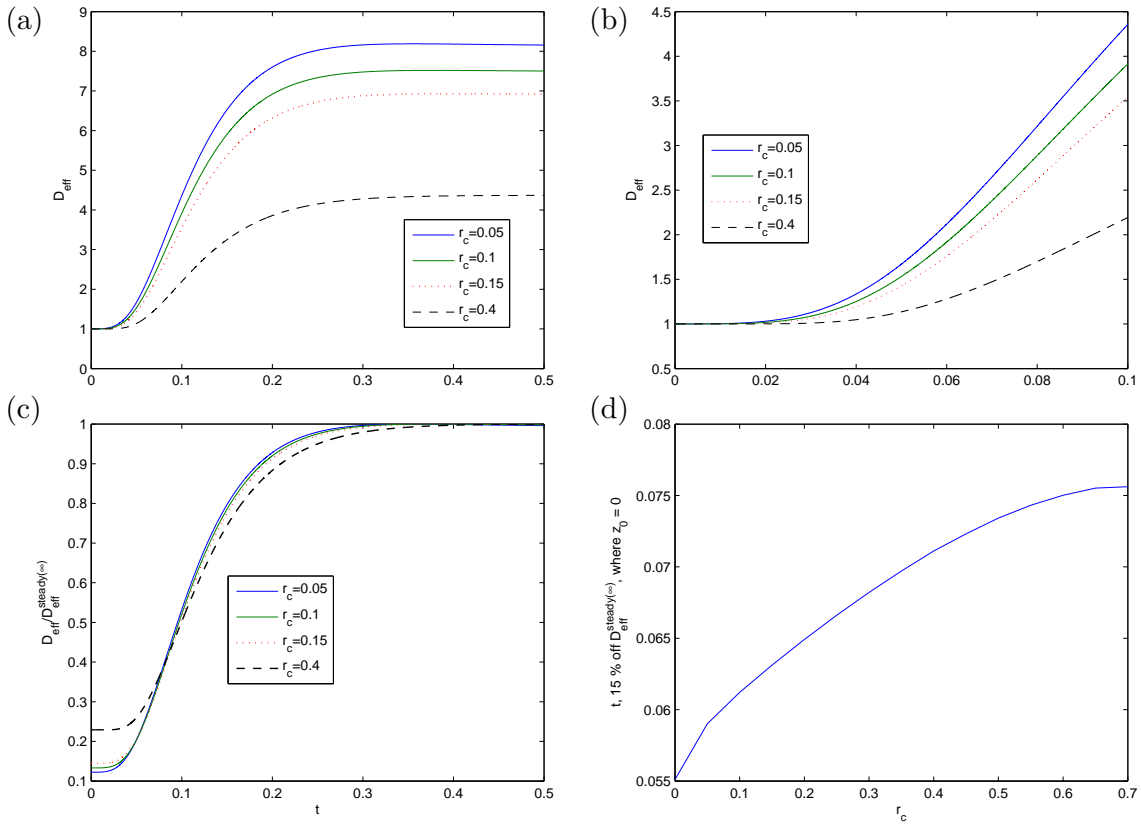 (a)
9
8
7
6
5
4
3
2
1
0
D_eff
0
0.1
0.2
0.3
0.4
0.5
r_c=0.05
r_c=0.1
r_c=0.15
r_c=0.4
(b)
4.5
4
3.5
3
2.5
2
1.5
1
0.5
D_eff
0
0.02
0.04
0.06
0.08
0.1
r_c=0.05
r_c=0.1
r_c=0.15
r_c=0.4
(c)
1
0.9
0.8
0.7
0.6
0.5
0.4
0.3
0.2
0.1
D_eff/D_eff^steady(∞)
0
0.1
0.2
0.3
0.4
0.5
t
r_c=0.05
r_c=0.1
r_c=0.15
r_c=0.4
(d)
0.08
0.075
0.07
0.065
0.06
0.055
t, 15 % off D_eff^steady(∞), where z_0 = 0
0
0.1
0.2
0.3
0.4
0.5
0.6
0.7
r_c